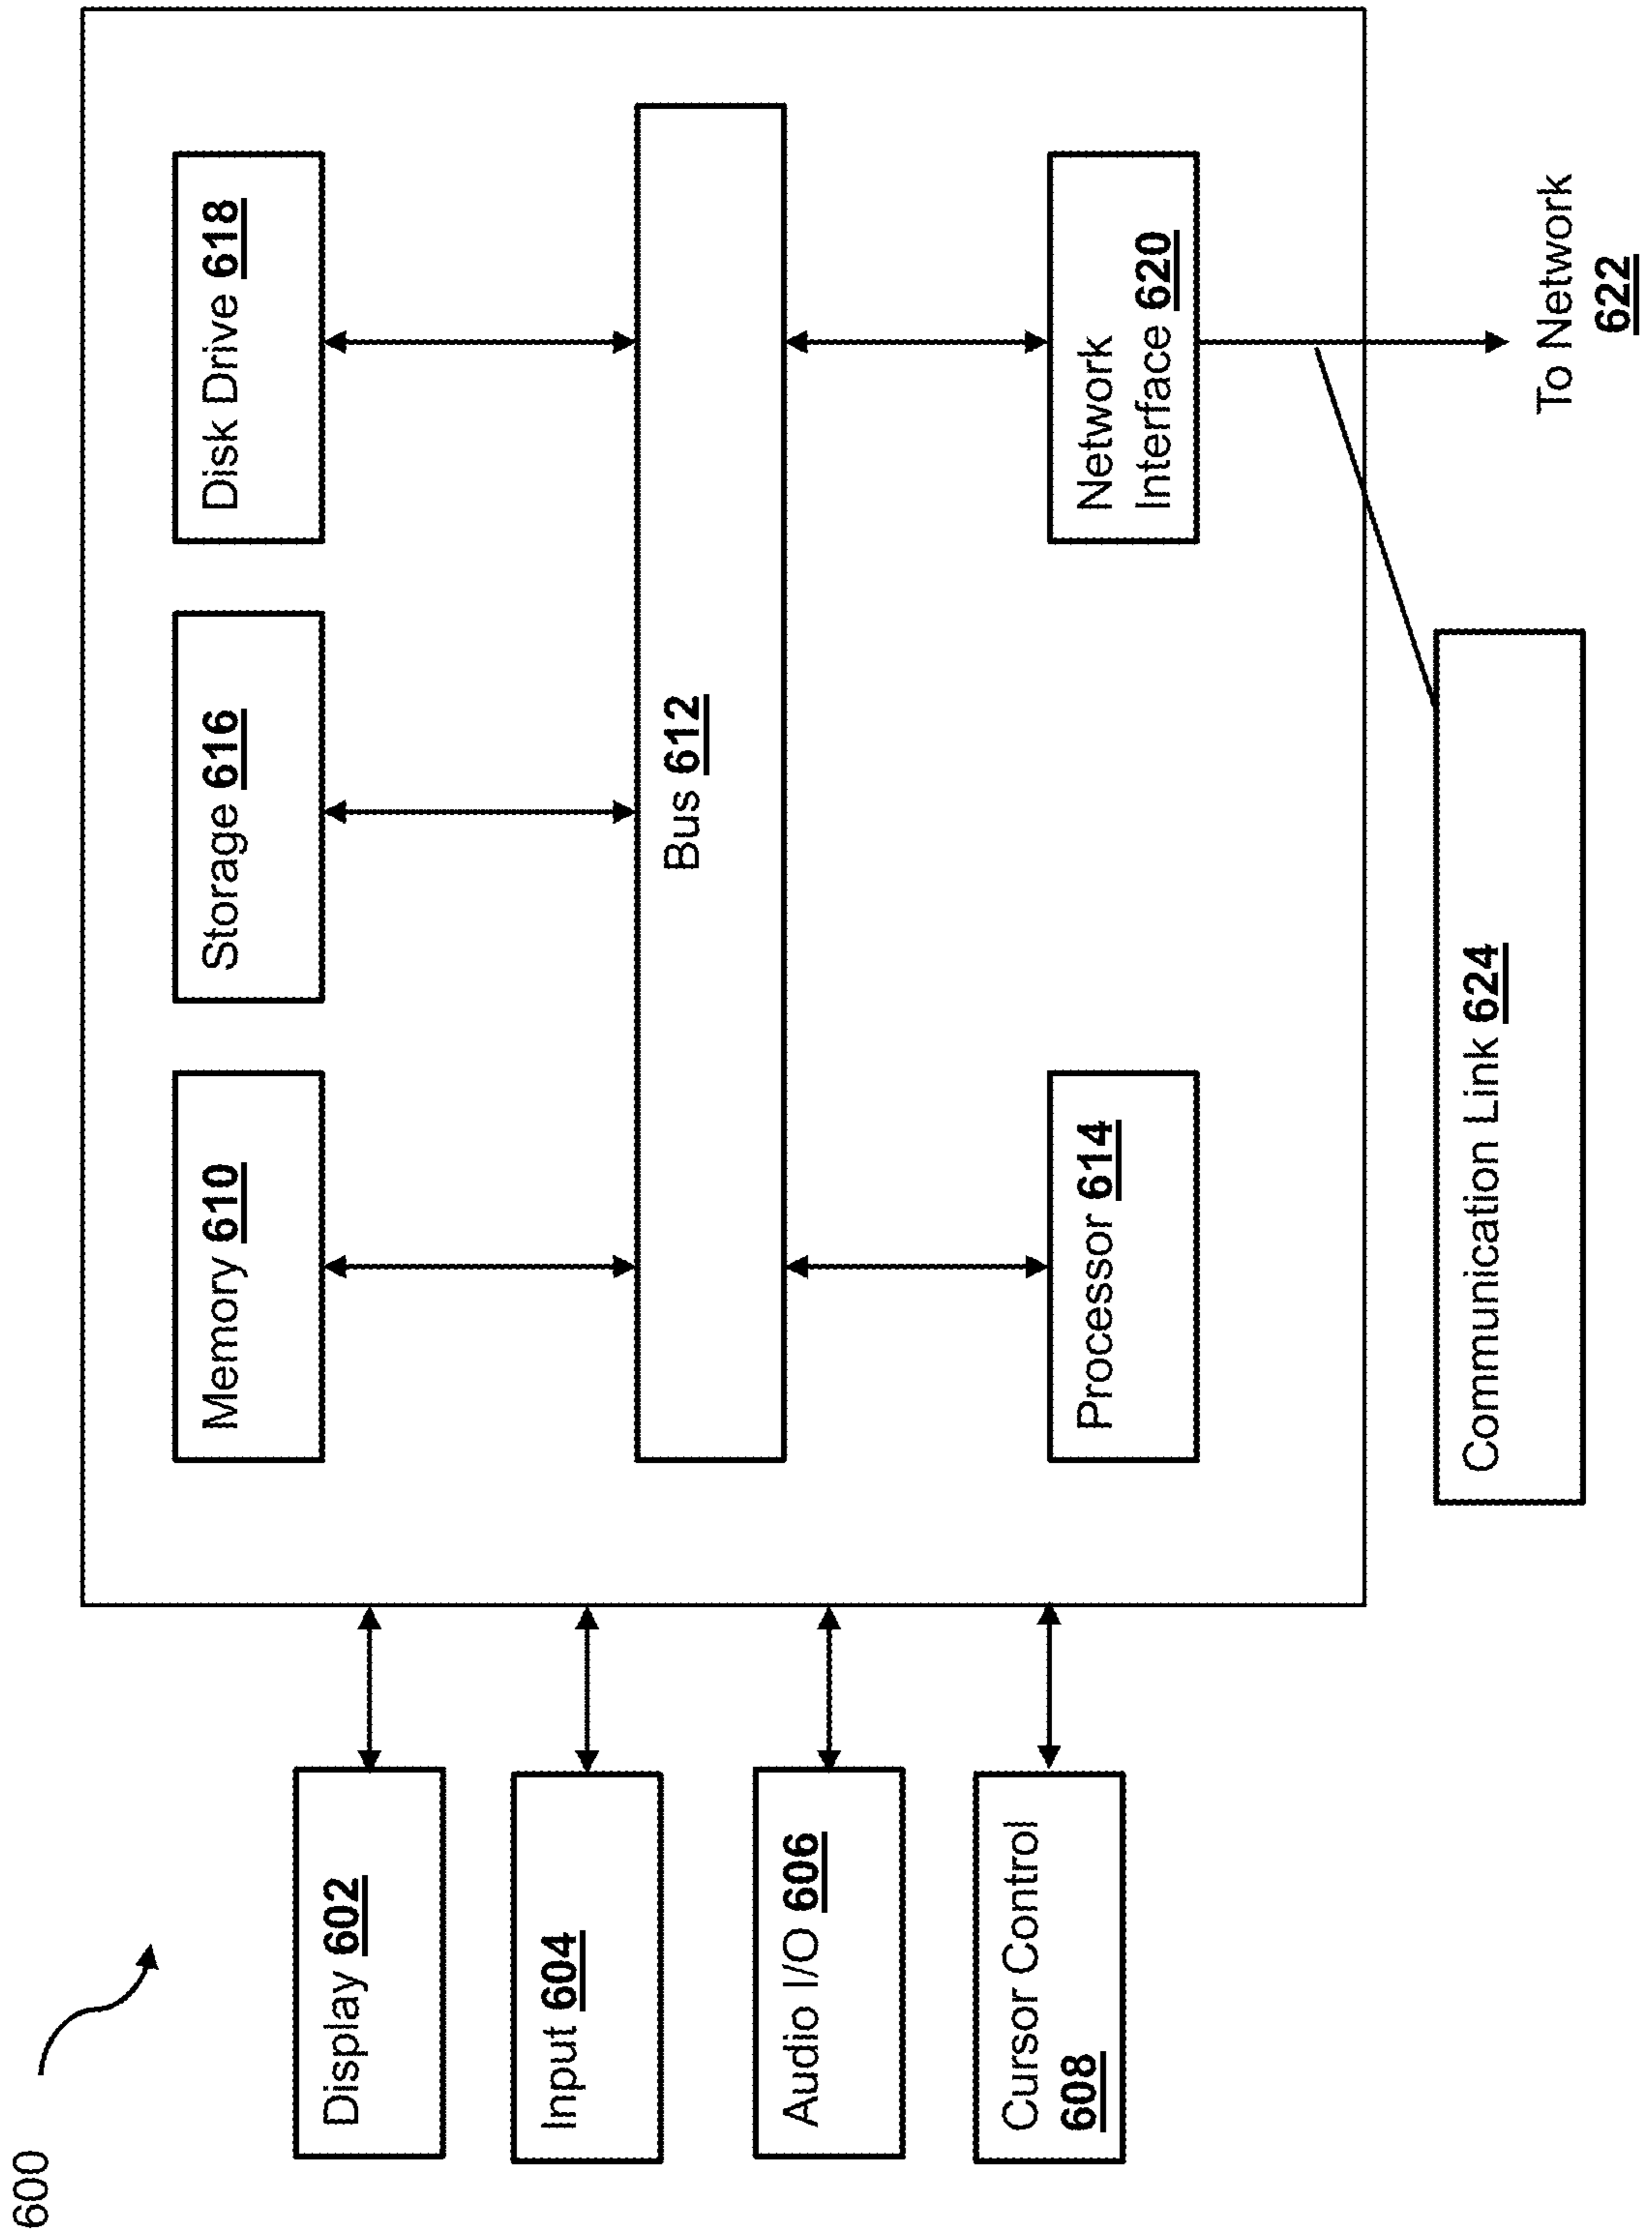 600
Display 602
Input 604
Audio I/O 606
Cursor Control
608
Memory 610
Storage 616
Disk Drive 618
Bus 612
Processor 614
Network
Interface 620
Communication Link 624
To Network
622